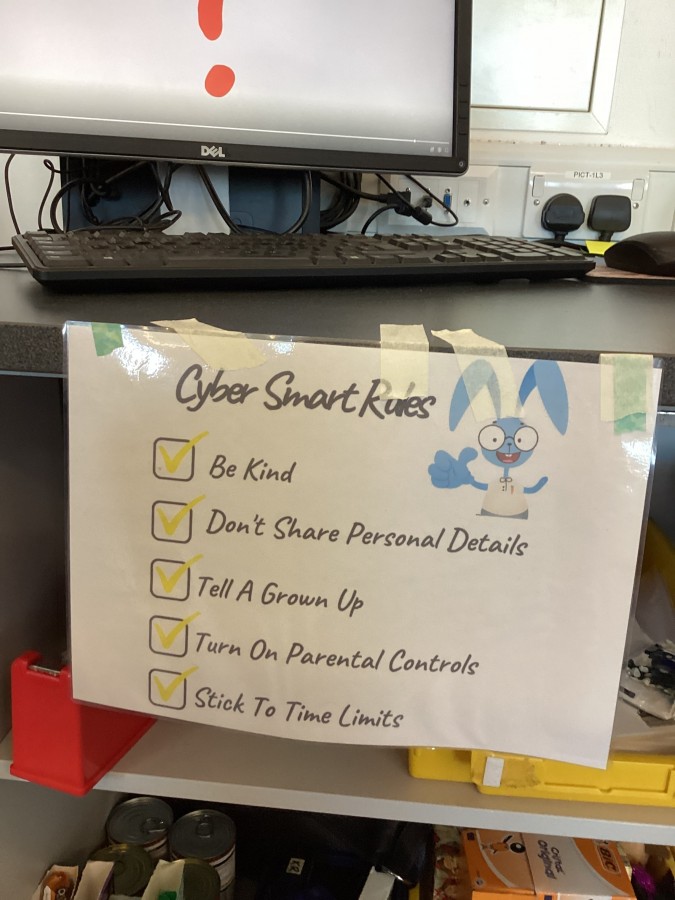 DELL
PICT-1L3
Cyber Smart Rules
Be Kind
Don't Share Personal Details
Tell A Grown Up
Turn On Parental Controls
Stick To Time Limits
BIC